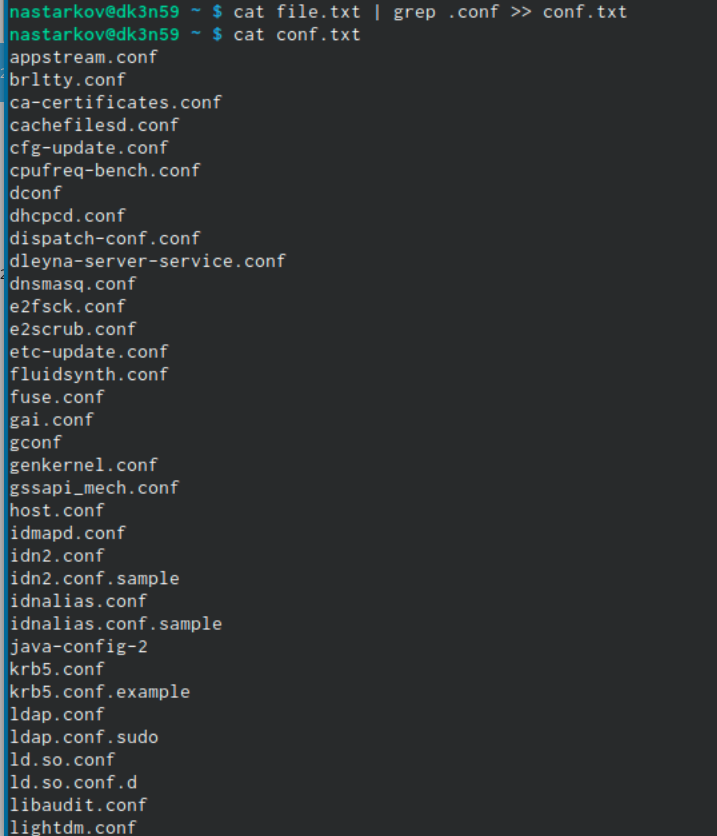 nastarkov@dk3n59 ~ $ cat file.txt | grep .conf >> conf.txt
nastarkov@dk3n59 ~ $ cat conf.txt
appstream.conf
brltty.conf
ca-certificates.conf
cachefilesd.conf
cfg-update.conf
cpufreq-bench.conf
dconf
dhcpcd.conf
dispatch-conf.conf
dleyna-server-service.conf
dnsmasq.conf
e2fsck.conf
e2scrub.conf
etc-update.conf
fluidsynth.conf
fuse.conf
gai.conf
gconf
genkernel.conf
gssapi_mech.conf
host.conf
idmapd.conf
idn2.conf
idn2.conf.sample
idnalias.conf
idnalias.conf.sample
java-config-2
krb5.conf
krb5.conf.example
ldap.conf
ldap.conf.sudo
ld.so.conf
ld.so.conf.d
libaudit.conf
lightdm.conf